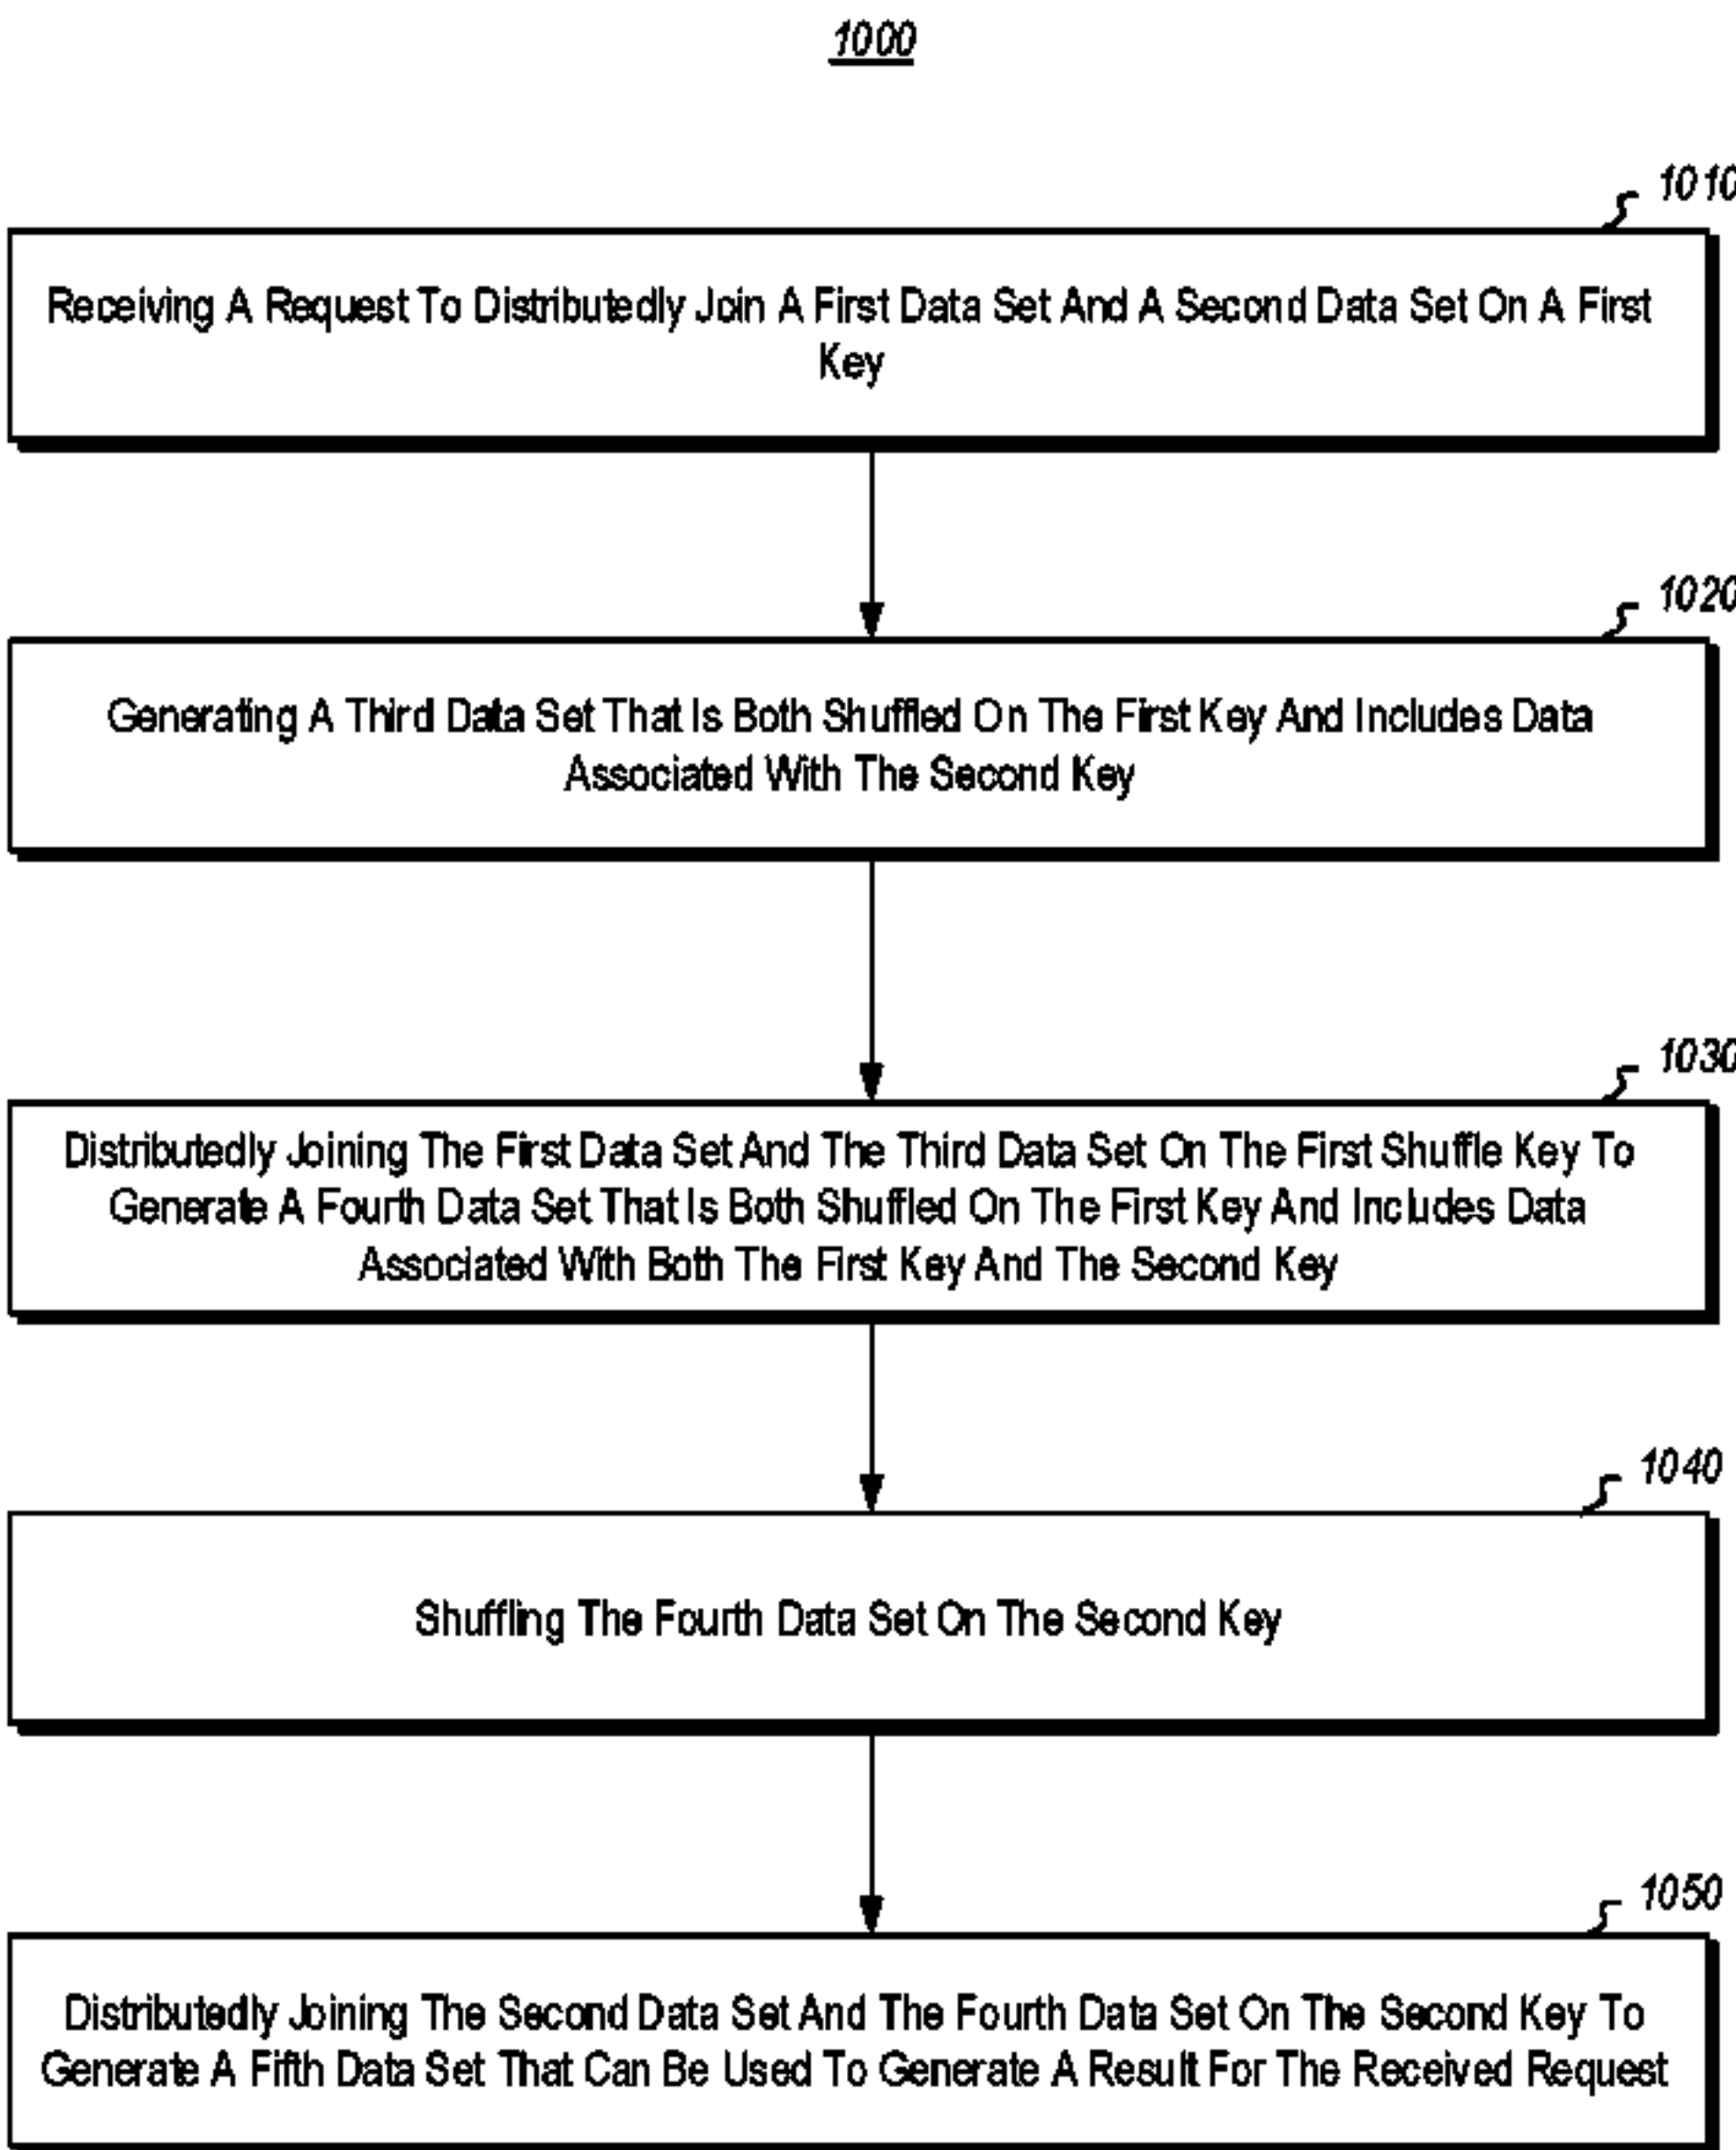 1000
1010
Receiving A Request To Distributedly Join A First Data Set And A Second Data Set On A First
Key
1020
Generating A Third Data Set That Is Both Shuffled On The First Key And Includes Data
Associated With The Second Key
1030
Distributedly Joining The First Data Set And The Third Data Set On The First Shuffle Key To
Generate A Fourth Data Set That Is Both Shuffled On The First Key And Includes Data
Associated With Both The First Key And The Second Key
1040
Shuffling The Fourth Data Set On The Second Key
1050
Distributedly Joining The Second Data Set And The Fourth Data Set On The Second Key To
Generate A Fifth Data Set That Can Be Used To Generate A Result For The Received Request